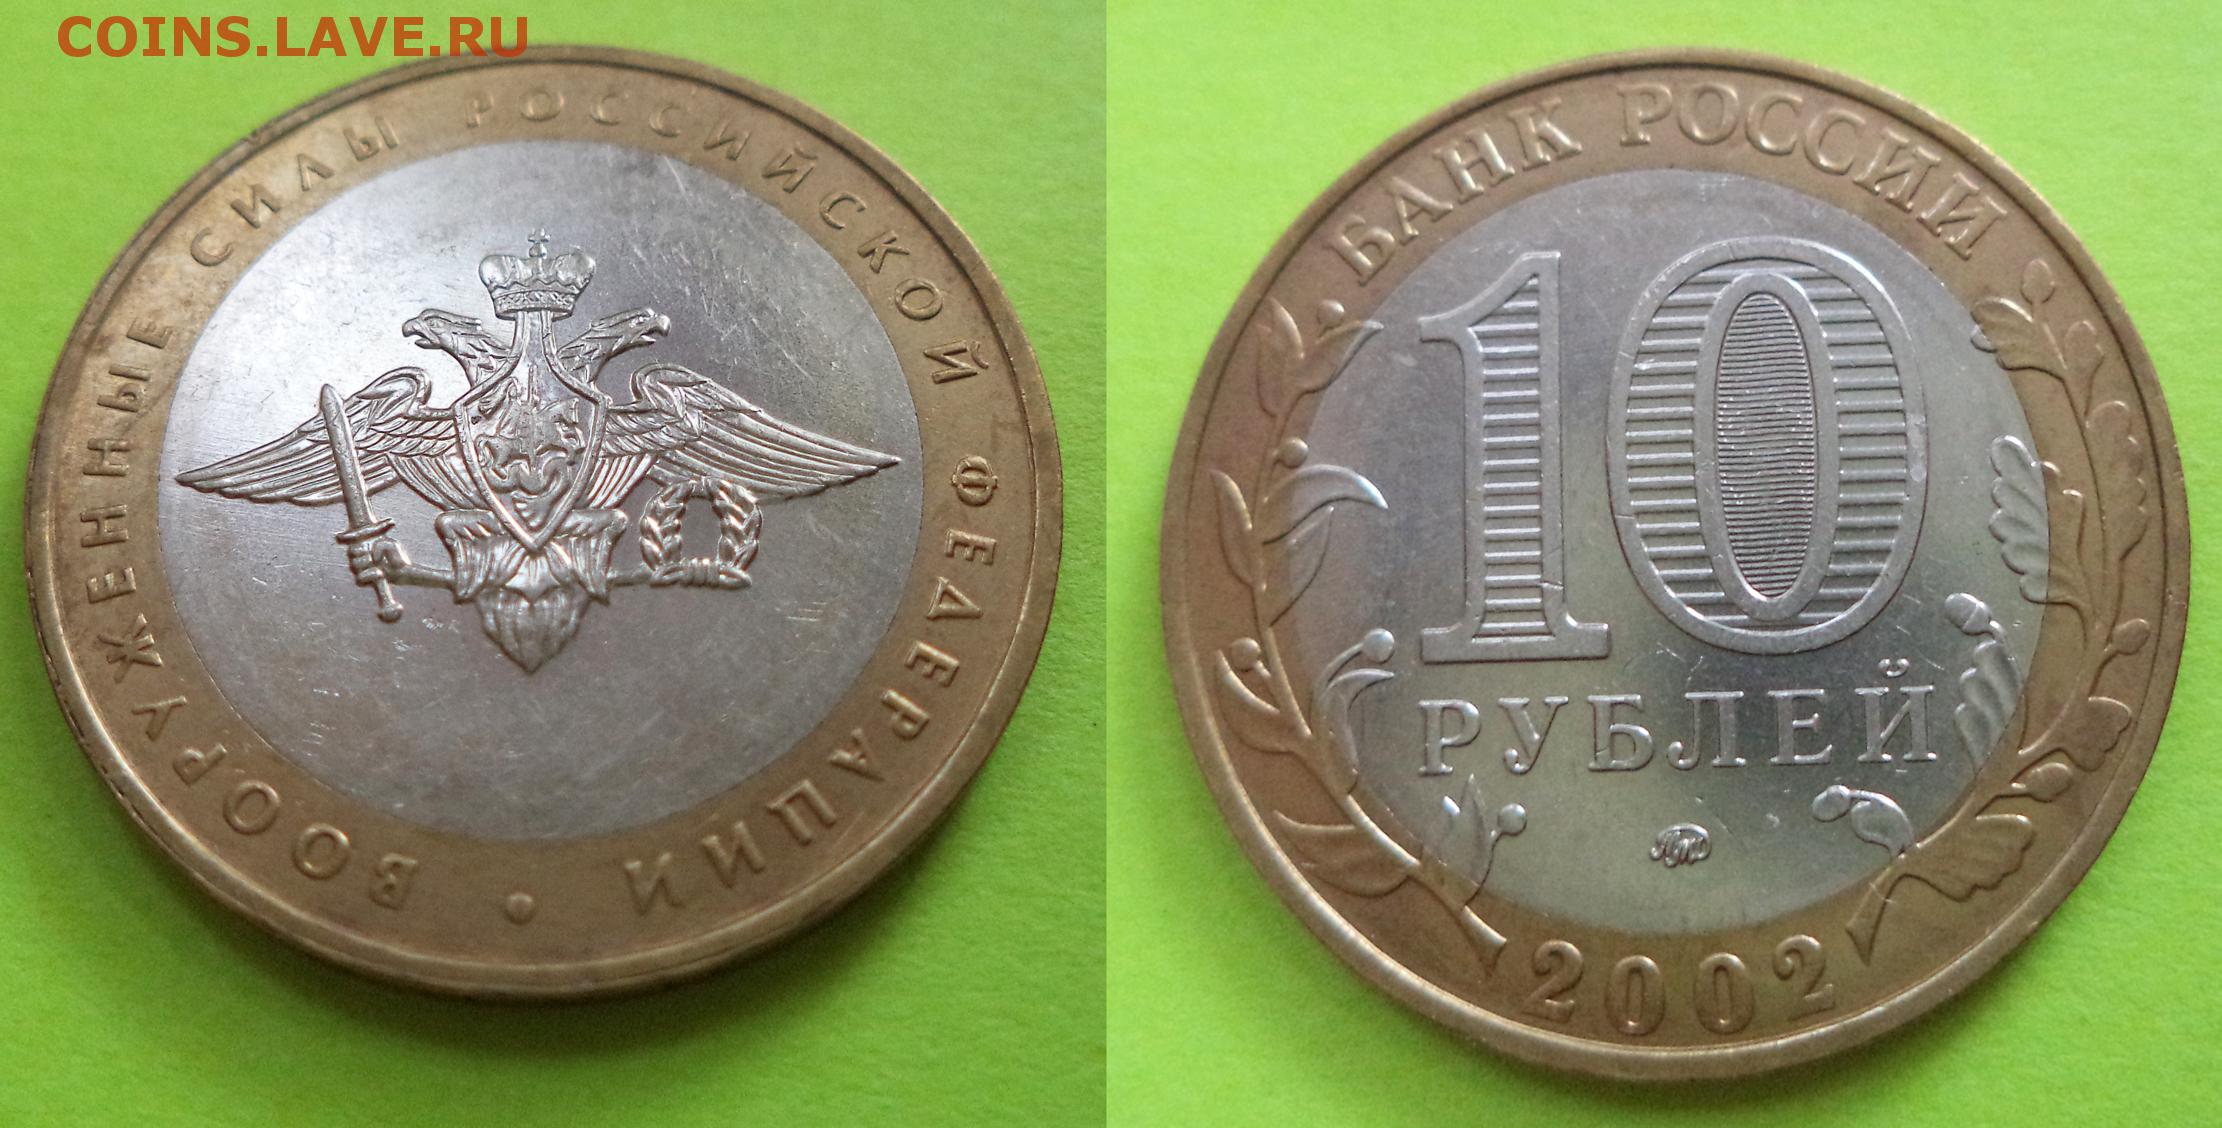 COINS.LAVE.RU
ВООРУЖЕННЫЕ СИЛЫ РОССИЙСКОЙ ФЕДЕРАЦИИ •
БАНК РОССИИ
10
РУБЛЕЙ
ММД
2002